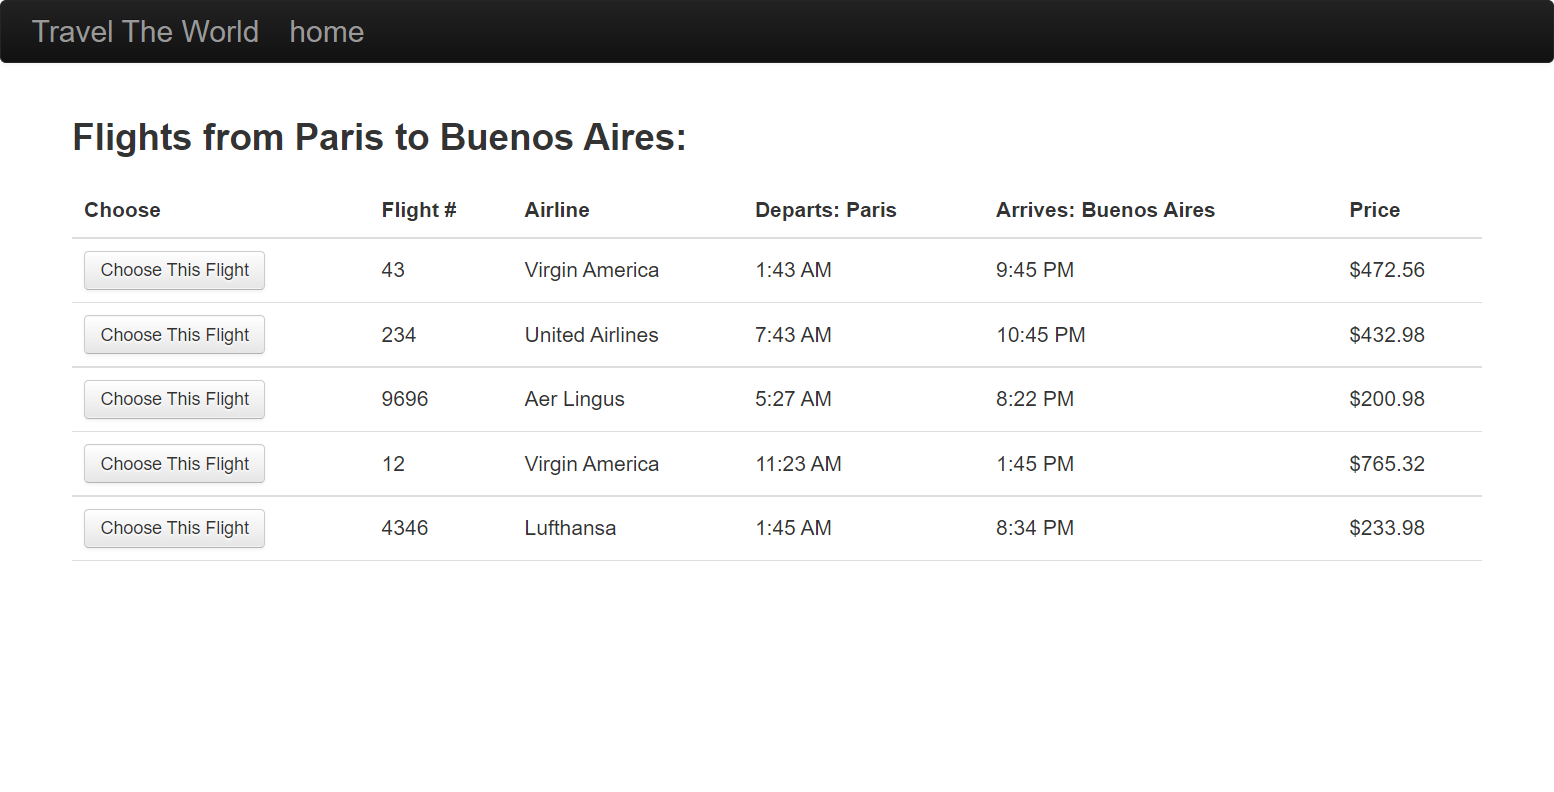 Travel The World home
Flights from Paris to Buenos Aires:
Choose Flight # Airline Departs: Paris Arrives: Buenos Aires Price
Choose This Flight 43 Virgin America 1:43 AM 9:45 PM $472.56
Choose This Flight 234 United Airlines 7:43 AM 10:45 PM $432.98
Choose This Flight 9696 Aer Lingus 5:27 AM 8:22 PM $200.98
Choose This Flight 12 Virgin America 11:23 AM 1:45 PM $765.32
Choose This Flight 4346 Lufthansa 1:45 AM 8:34 PM $233.98